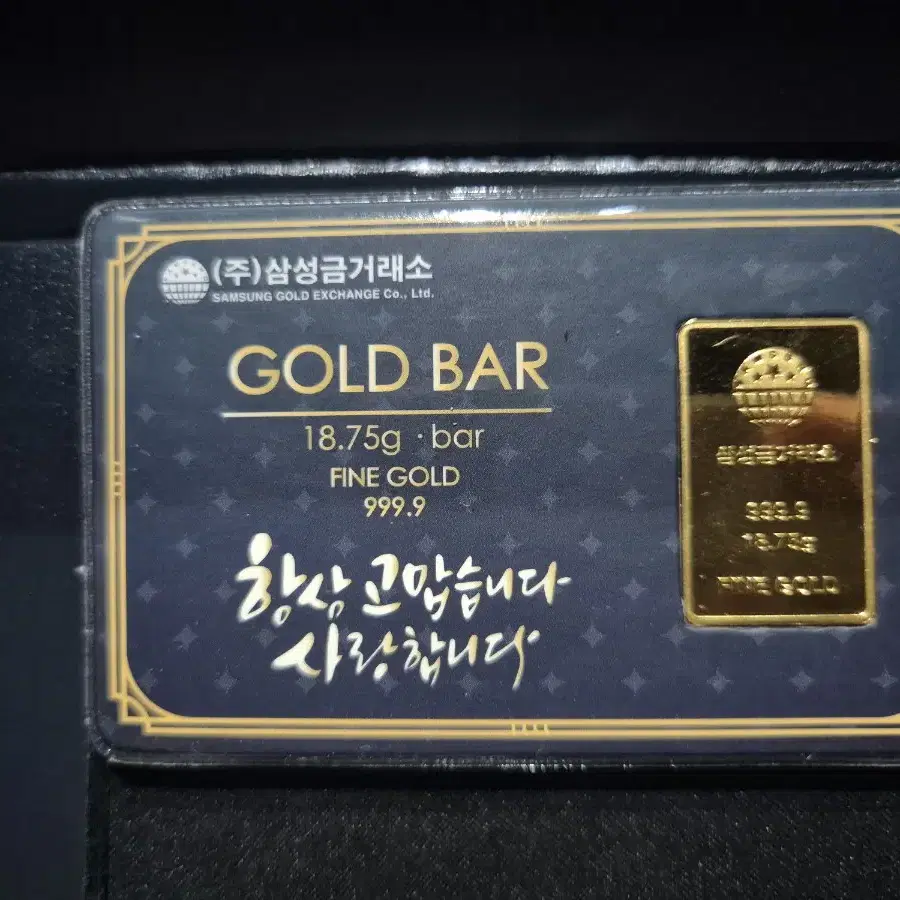 (주)삼성금거래소
SAMSUNG GOLD EXCHANGE Co., Ltd.
GOLD BAR
18.75g · bar
FINE GOLD
999.9
항상 고맙습니다
사랑합니다
삼성금거래소
999.9
18.75g
FINE GOLD